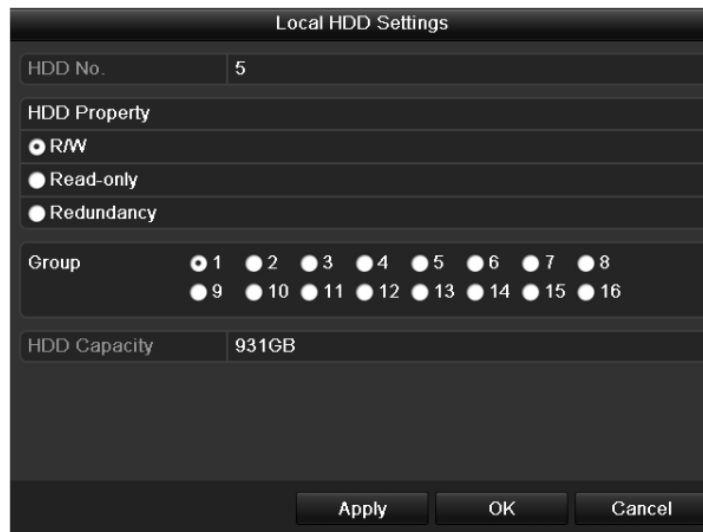 Local HDD Settings
HDD No. 5
HDD Property
R/W
Read-only
Redundancy
Group 1 2 3 4 5 6 7 8
9 10 11 12 13 14 15 16
HDD Capacity 931GB
Apply OK Cancel